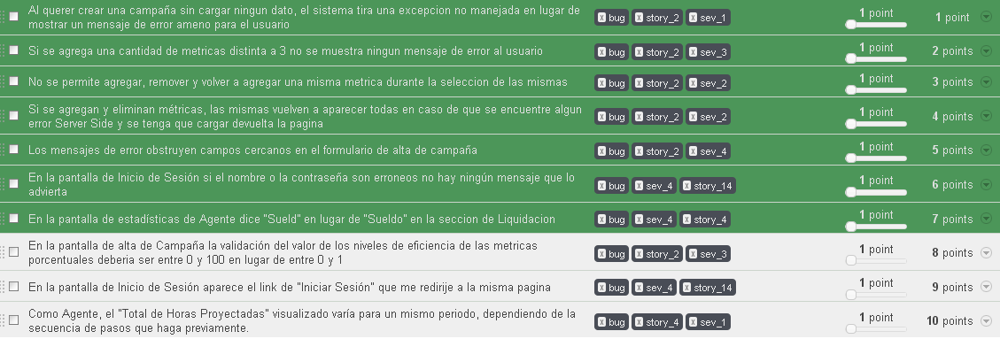 Al querer crear una campaña sin cargar ningun dato, el sistema tira una excepcion no manejada en lugar de
mostrar un mensaje de error ameno para el usuario
x bug x story_2 x sev_1
1 point
1 point
Si se agrega una cantidad de metricas distinta a 3 no se muestra ningun mensaje de error al usuario
x bug x story_2 x sev_3
1 point
2 points
No se permite agregar, remover y volver a agregar una misma metrica durante la seleccion de las mismas
x bug x story_2 x sev_2
1 point
3 points
Si se agregan y eliminan métricas, las mismas vuelven a aparecer todas en caso de que se encuentre algun
error Server Side y se tenga que cargar devuelta la pagina
x bug x story_2 x sev_2
1 point
4 points
Los mensajes de error obstruyen campos cercanos en el formulario de alta de campaña
x bug x story_2 x sev_4
1 point
5 points
En la pantalla de Inicio de Sesión si el nombre o la contraseña son erroneos no hay ningún mensaje que lo
advierta
x bug x sev_4 x story_14
1 point
6 points
En la pantalla de estadísticas de Agente dice "Sueld" en lugar de "Sueldo" en la seccion de Liquidacion
x bug x sev_4 x story_4
1 point
7 points
En la pantalla de alta de Campaña la validación del valor de los niveles de eficiencia de las metricas
porcentuales deberia ser entre 0 y 100 en lugar de entre 0 y 1
x bug x story_2 x sev_3
1 point
8 points
En la pantalla de Inicio de Sesión aparece el link de "Iniciar Sesión" que me redirije a la misma pagina
x bug x sev_4 x story_14
1 point
9 points
Como Agente, el "Total de Horas Proyectadas" visualizado varía para un mismo periodo, dependiendo de la
secuencia de pasos que haga previamente.
x bug x story_4 x sev_1
1 point
10 points